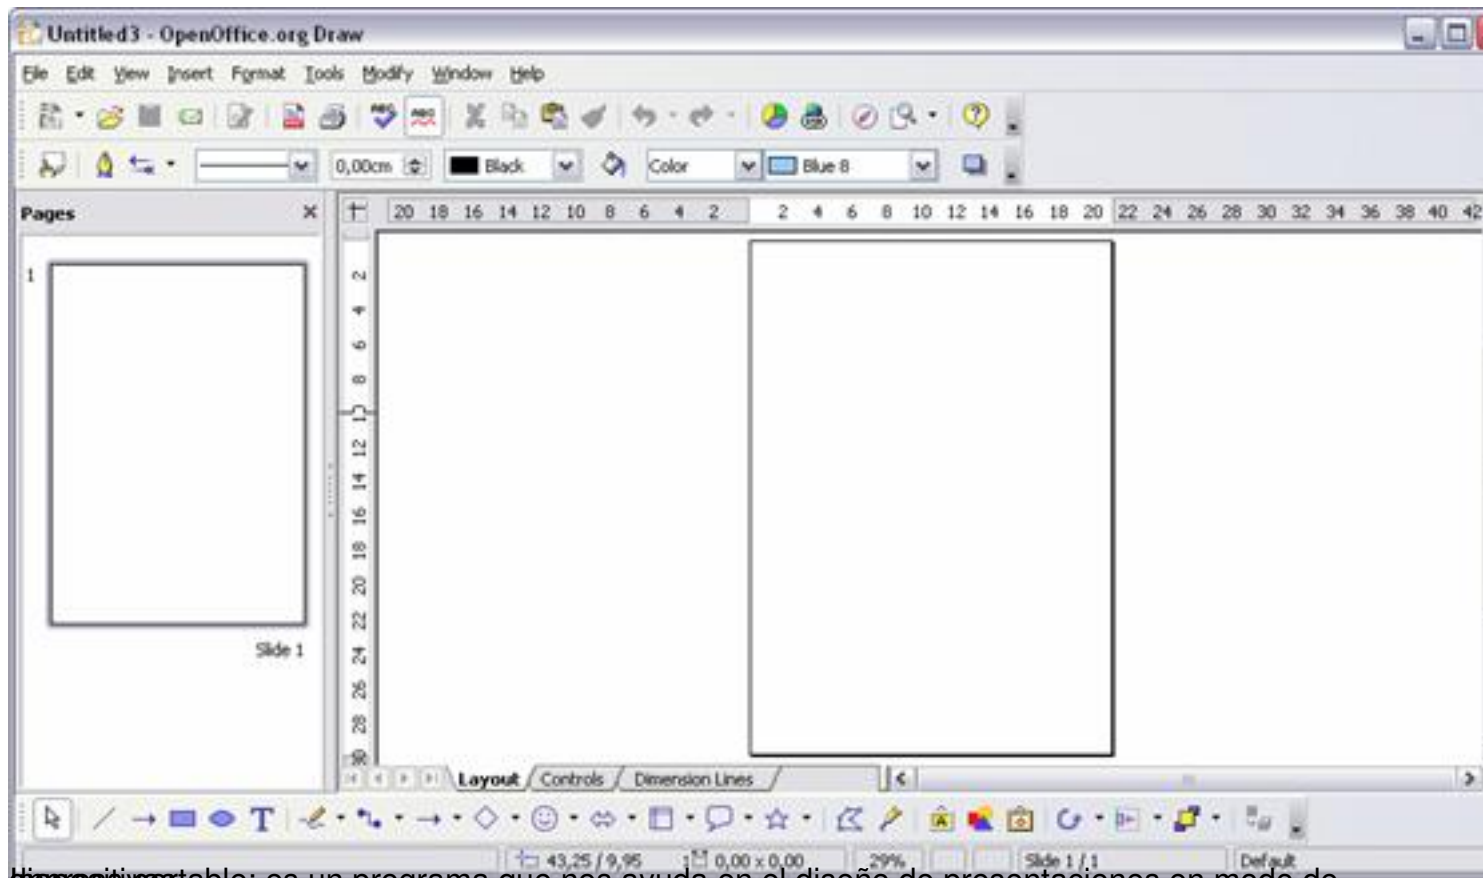 Untitled3 - OpenOffice.org Draw
File Edit View Insert Format Tools Modify Window Help
0,00cm Black Color Blue 8
Pages
20 18 16 14 12 10 8 6 4 2 2 4 6 8 10 12 14 16 18 20 22 24 26 28 30 32 34 36 38 40 42
1
2
4
6
8
12
14
16
18
20
22
24
26
28
Slide 1
Layout Controls Dimension Lines
T
43,25 / 9,95 0,00 x 0,00 29% Slide 1 / 1 Default
es un programa que nos ayuda en el diseño de presentaciones en modo de